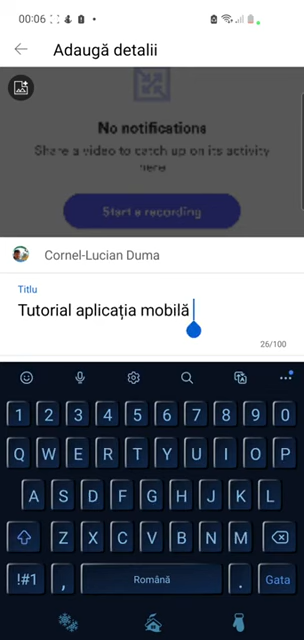 00:06
Adaugă detalii
No notifications
Share a video to catch up on its activity
here
Start a recording
Cornel-Lucian Duma
Titlu
Tutorial aplicația mobilă
26/100
1 2 3 4 5 6 7 8 9 0
Q W E R T Y U I O P
A S D F G H J K L
Z X C V B N M
!#1 , Română . Gata